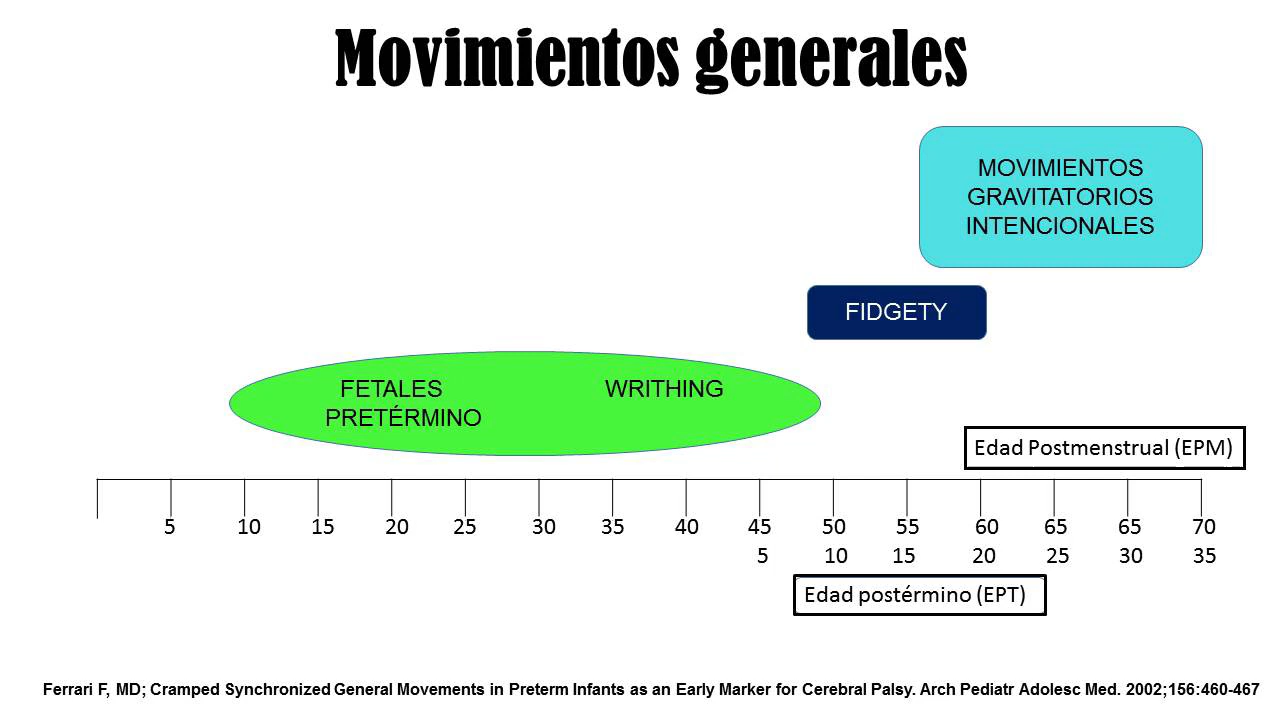 Movimientos generales
MOVIMIENTOS
GRAVITATORIOS
INTENCIONALES
FIDGETY
FETALES WRITHING
PRETÉRMINO
Edad Postmenstrual (EPM)
5 10 15 20 25 30 35 40 45 50 55 60 65 65 70
5 10 15 20 25 30 35
Edad postérmino (EPT)
Ferrari F, MD; Cramped Synchronized General Movements in Preterm Infants as an Early Marker for Cerebral Palsy. Arch Pediatr Adolesc Med. 2002;156:460-467